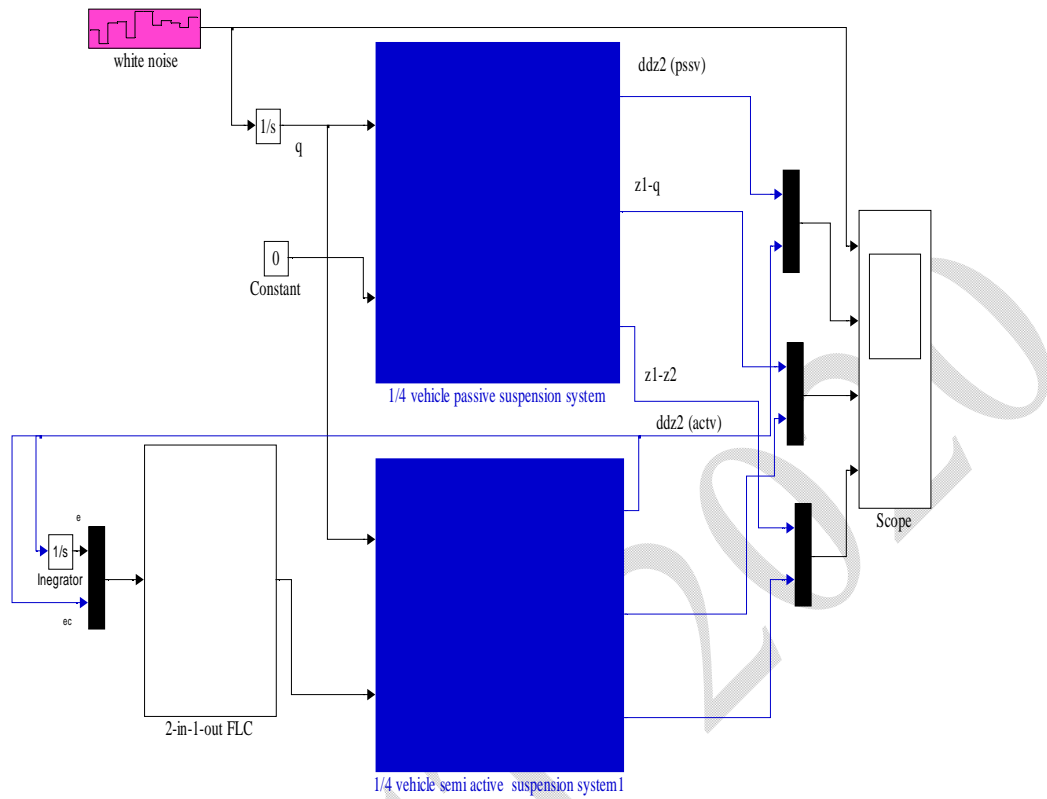 white noise
ddz2 (pssv)
1/s
q
z1-q
0
Constant
z1-z2
1/4 vehicle passive suspension system
ddz2 (actv)
Scope
e
1/s
Inegrator
ec
2-in-1-out FLC
1/4 vehicle semi active suspension system1
2020